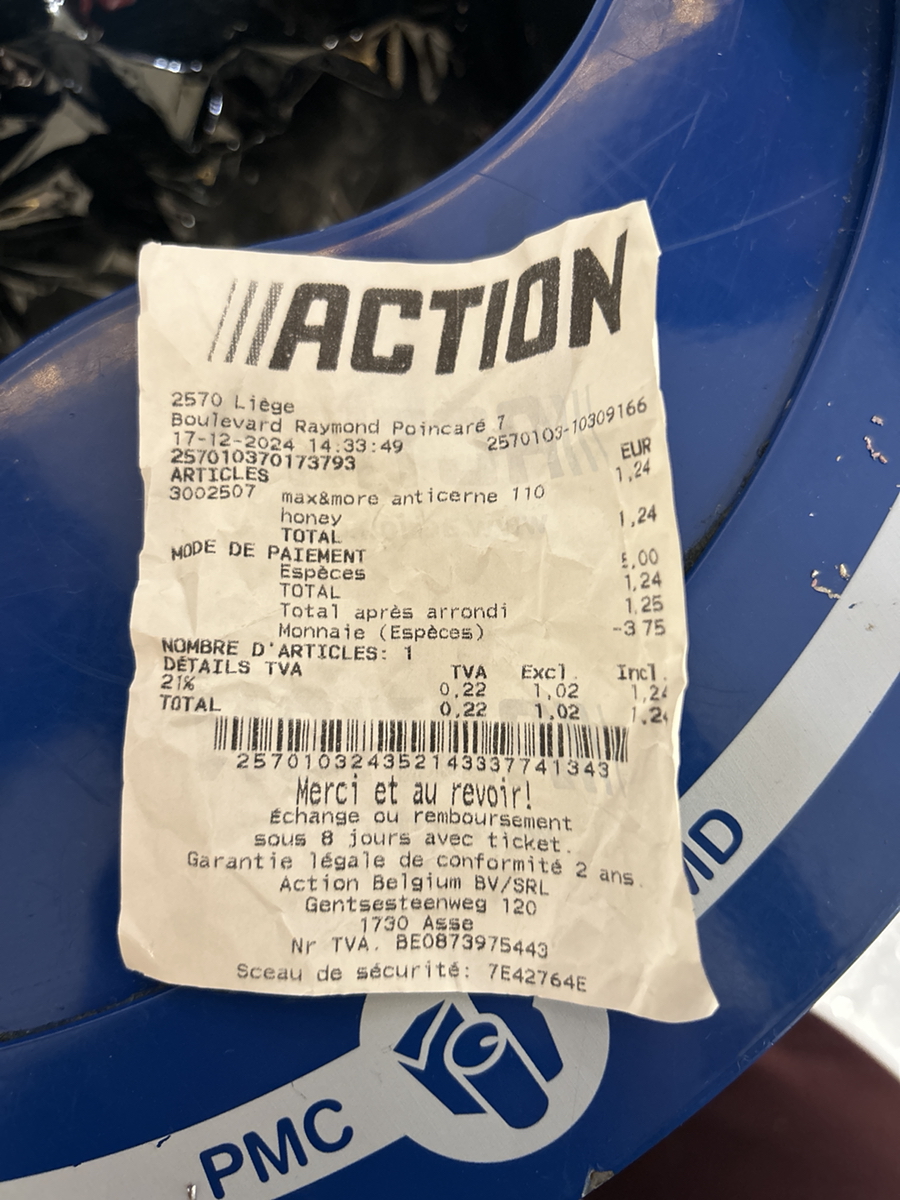 ACTION
2570 Liège
Boulevard Raymond Poincaré 7
17-12-2024 14:33:49 2570103-10309166
257010370173793 EUR
ARTICLES 1,24
3002507 max&more anticerne 110
honey 1,24
TOTAL
MODE DE PAIEMENT
Espèces 5,00
TOTAL 1,24
Total après arrondi 1,25
Monnaie (Espèces) -3 75
NOMBRE D'ARTICLES: 1
DÉTAILS TVA TVA Excl. Incl.
21% 0,22 1,02 1,24
TOTAL 0,22 1,02 1,24
2570103243521433377413​43
Merci et au revoir!
Échange ou remboursement
sous 8 jours avec ticket.
Garantie légale de conformité 2 ans.
Action Belgium BV/SRL
Gentsesteenweg 120
1730 Asse
Nr TVA. BE0873975443
Sceau de sécurité: 7E42764E
MD
PMC